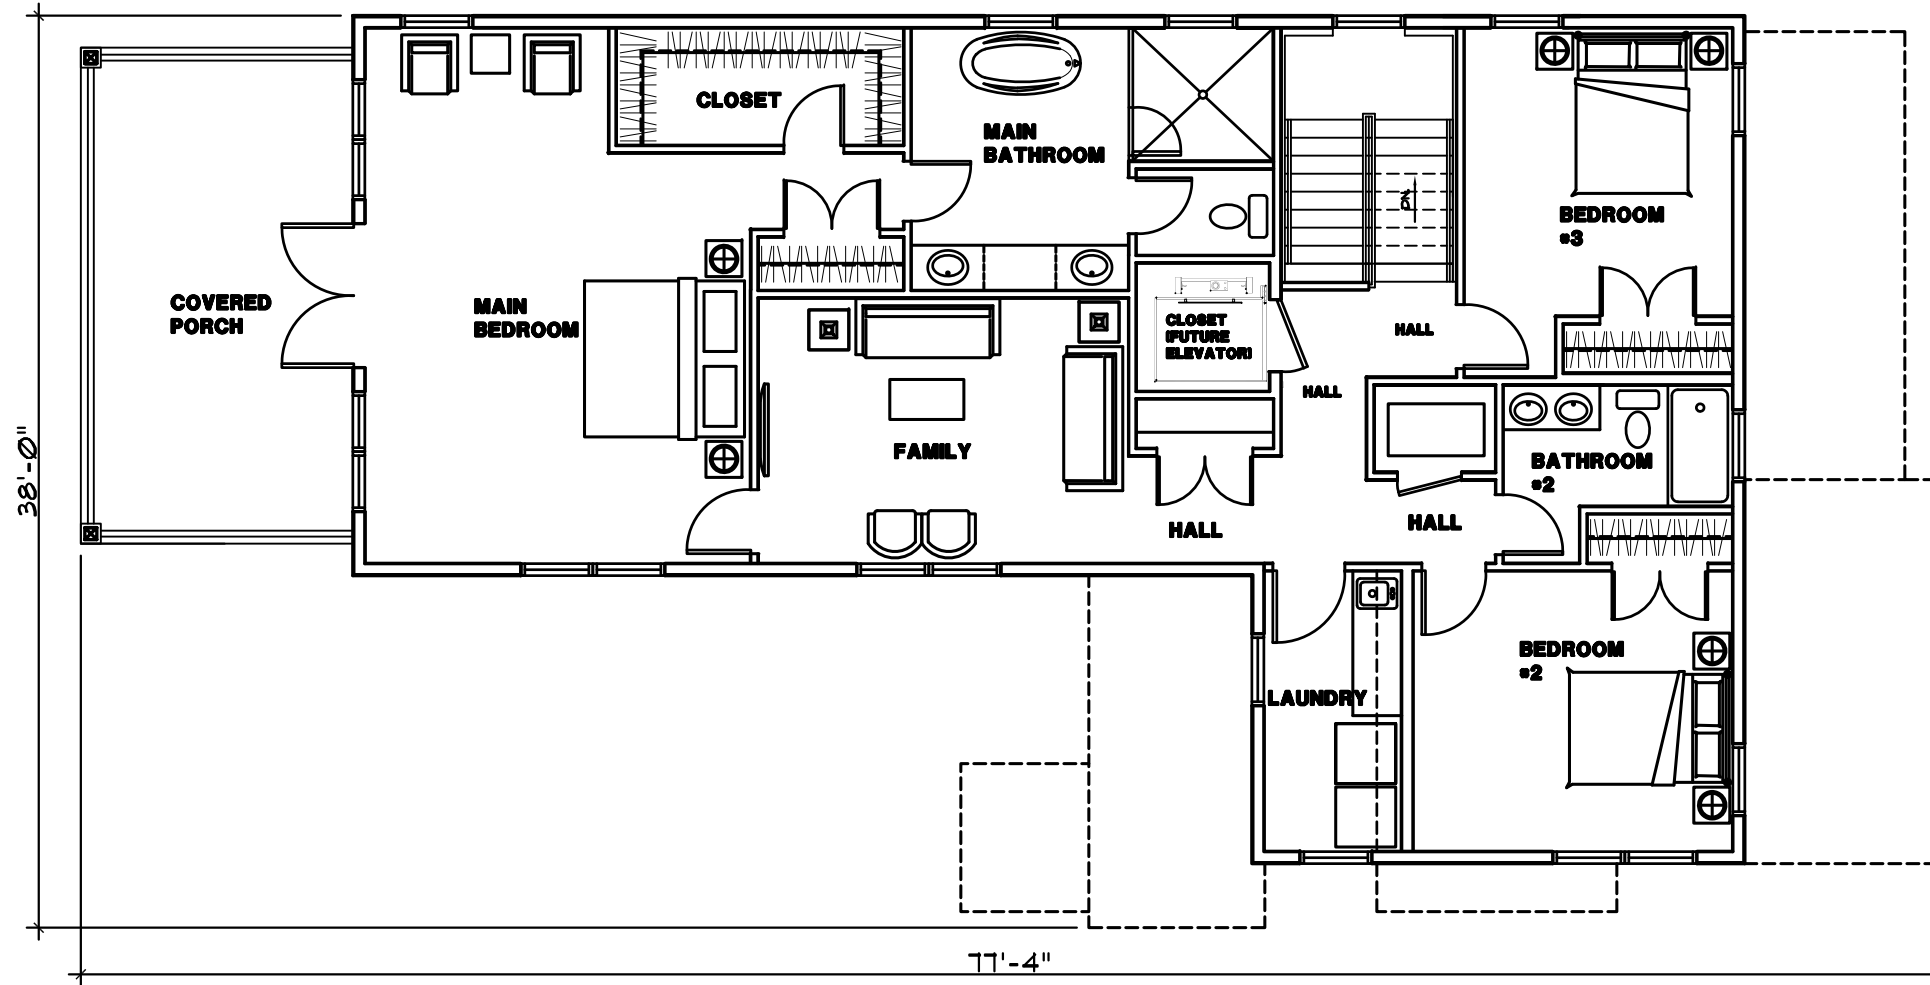 CLOSET
MAIN
BATHROOM
DN.
BEDROOM
#3
COVERED
PORCH
MAIN
BEDROOM
CLOSET
(FUTURE
ELEVATOR)
HALL
HALL
FAMILY
BATHROOM
#2
HALL
HALL
38'-0"
BEDROOM
#2
LAUNDRY
77'-4"